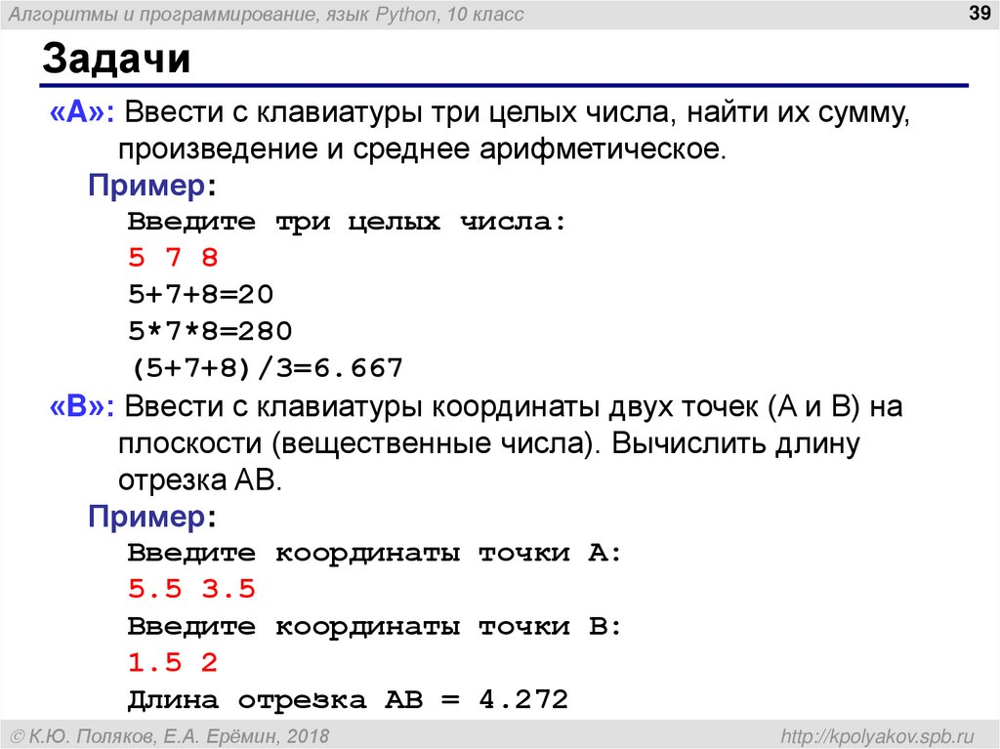 Алгоритмы и программирование, язык Python, 10 класс
39
Задачи
«A»: Ввести с клавиатуры три целых числа, найти их сумму,
произведение и среднее арифметическое.
Пример:
Введите три целых числа:
5 7 8
5+7+8=20
5*7*8=280
(5+7+8)/3=6.667
«B»: Ввести с клавиатуры координаты двух точек (A и B) на
плоскости (вещественные числа). Вычислить длину
отрезка AB.
Пример:
Введите координаты точки A:
5.5 3.5
Введите координаты точки B:
1.5 2
Длина отрезка AB = 4.272
© К.Ю. Поляков, Е.А. Ерёмин, 2018
http://kpolyakov.spb.ru